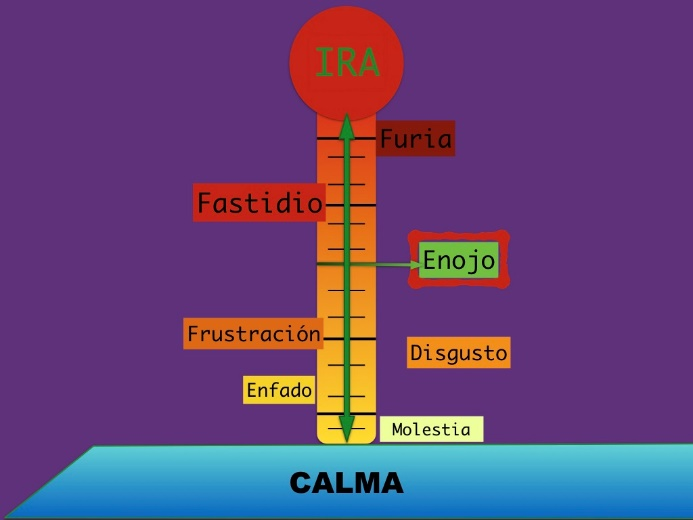 IRA
Furia
Fastidio
Enojo
Frustración
Disgusto
Enfado
Molestia
CALMA